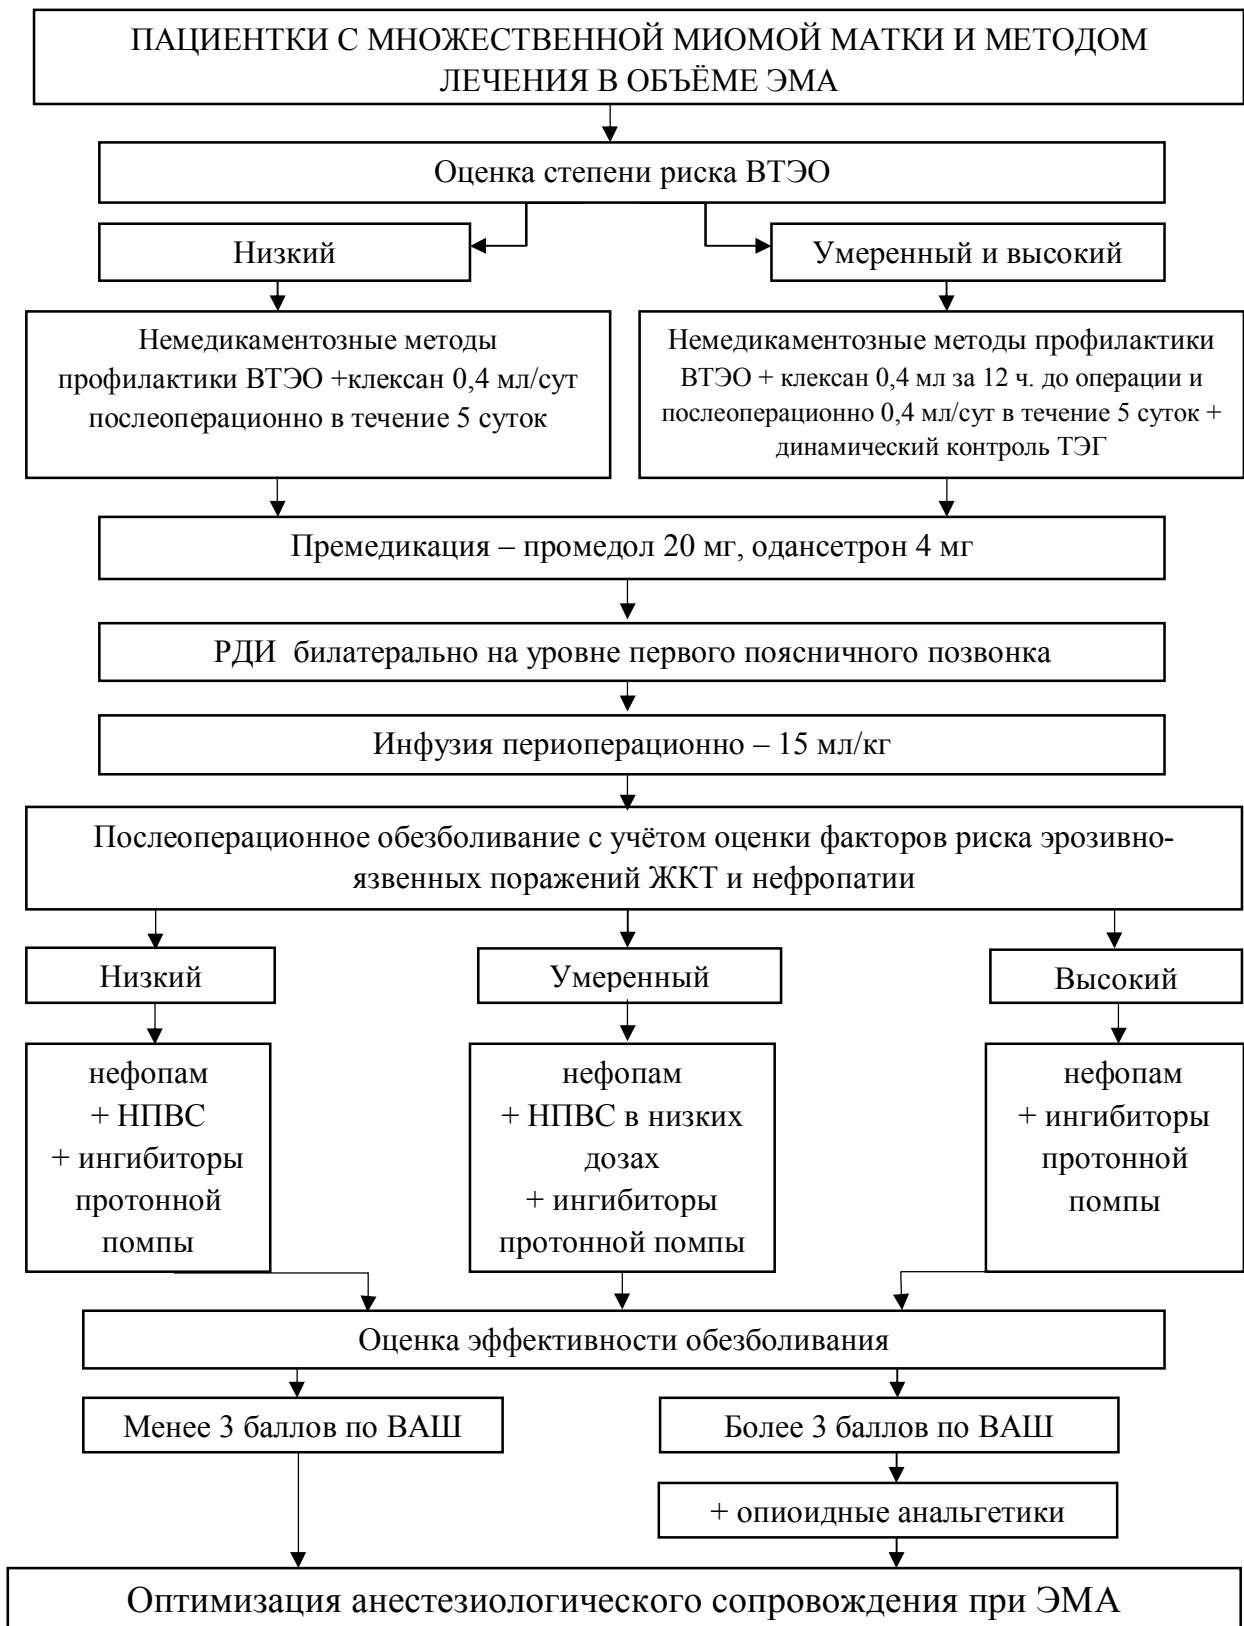 ПАЦИЕНТКИ С МНОЖЕСТВЕННОЙ МИОМОЙ МАТКИ И МЕТОДОМ
ЛЕЧЕНИЯ В ОБЪЁМЕ ЭМА
Оценка степени риска ВТЭО
Низкий
Умеренный и высокий
Немедикаментозные методы
профилактики ВТЭО +клексан 0,4 мл/сут
послеоперационно в течение 5 суток
Немедикаментозные методы профилактики
ВТЭО + клексан 0,4 мл за 12 ч. до операции и
послеоперационно 0,4 мл/сут в течение 5 суток +
динамический контроль ТЭГ
Премедикация – промедол 20 мг, одансетрон 4 мг
РДИ билатерально на уровне первого поясничного позвонка
Инфузия периоперационно – 15 мл/кг
Послеоперационное обезболивание с учётом оценки факторов риска эрозивно-
язвенных поражений ЖКТ и нефропатии
Низкий
Умеренный
Высокий
нефопам
+ НПВС
+ ингибиторы
протонной
помпы
нефопам
+ НПВС в низких
дозах
+ ингибиторы
протонной помпы
нефопам
+ ингибиторы
протонной
помпы
Оценка эффективности обезболивания
Менее 3 баллов по ВАШ
Более 3 баллов по ВАШ
+ опиоидные анальгетики
Оптимизация анестезиологического сопровождения при ЭМА